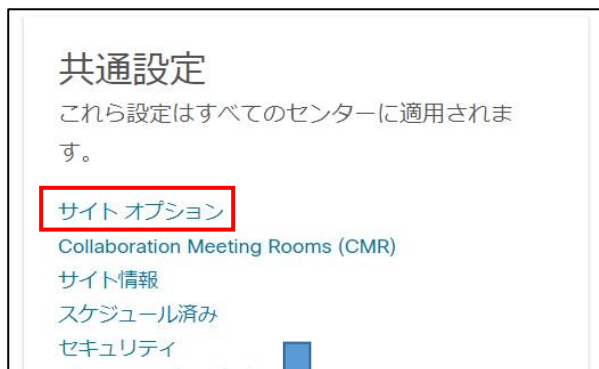 共通設定
これら設定はすべてのセンターに適用されま
す。
サイト オプション
Collaboration Meeting Rooms (CMR)
サイト情報
スケジュール済み
セキュリティ